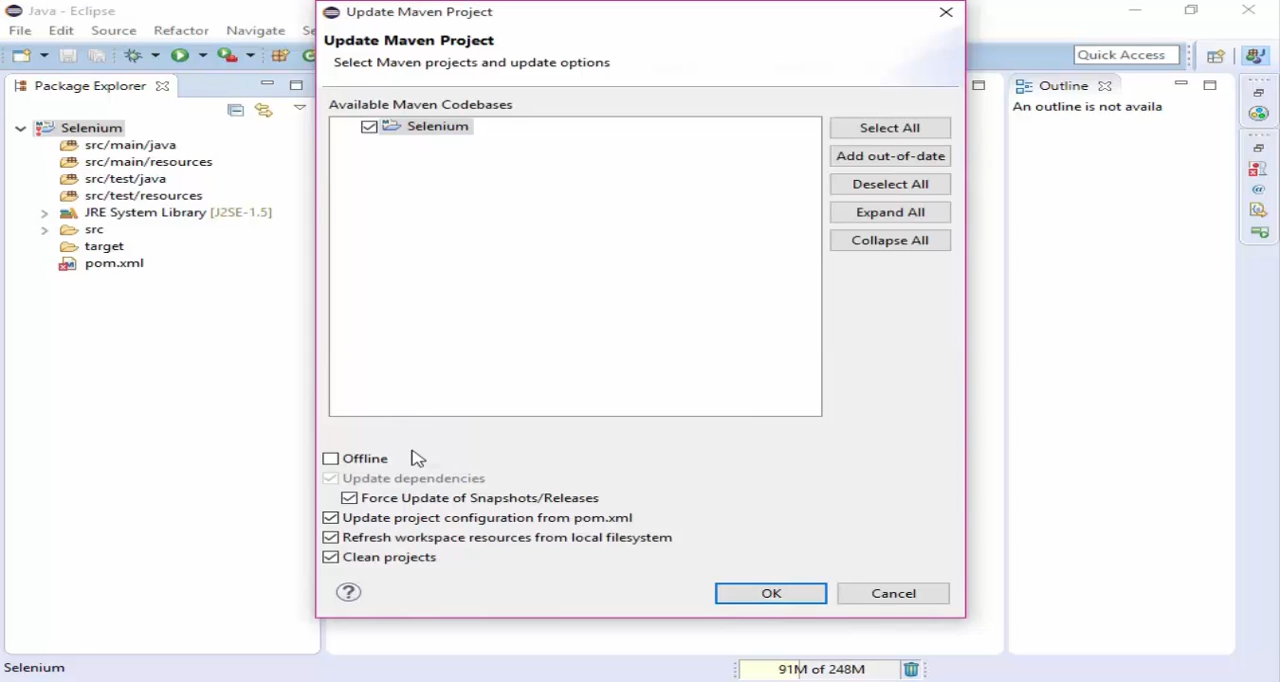 Java - Eclipse
File Edit Source Refactor Navigate Se
Quick Access
Package Explorer
Selenium
src/main/java
src/main/resources
src/test/java
src/test/resources
JRE System Library [J2SE-1.5]
src
target
pom.xml
Update Maven Project
Update Maven Project
Select Maven projects and update options
Available Maven Codebases
Selenium
Select All
Add out-of-date
Deselect All
Expand All
Collapse All
Offline
Update dependencies
Force Update of Snapshots/Releases
Update project configuration from pom.xml
Refresh workspace resources from local filesystem
Clean projects
?
OK Cancel
Outline
An outline is not availa
Selenium
91M of 248M